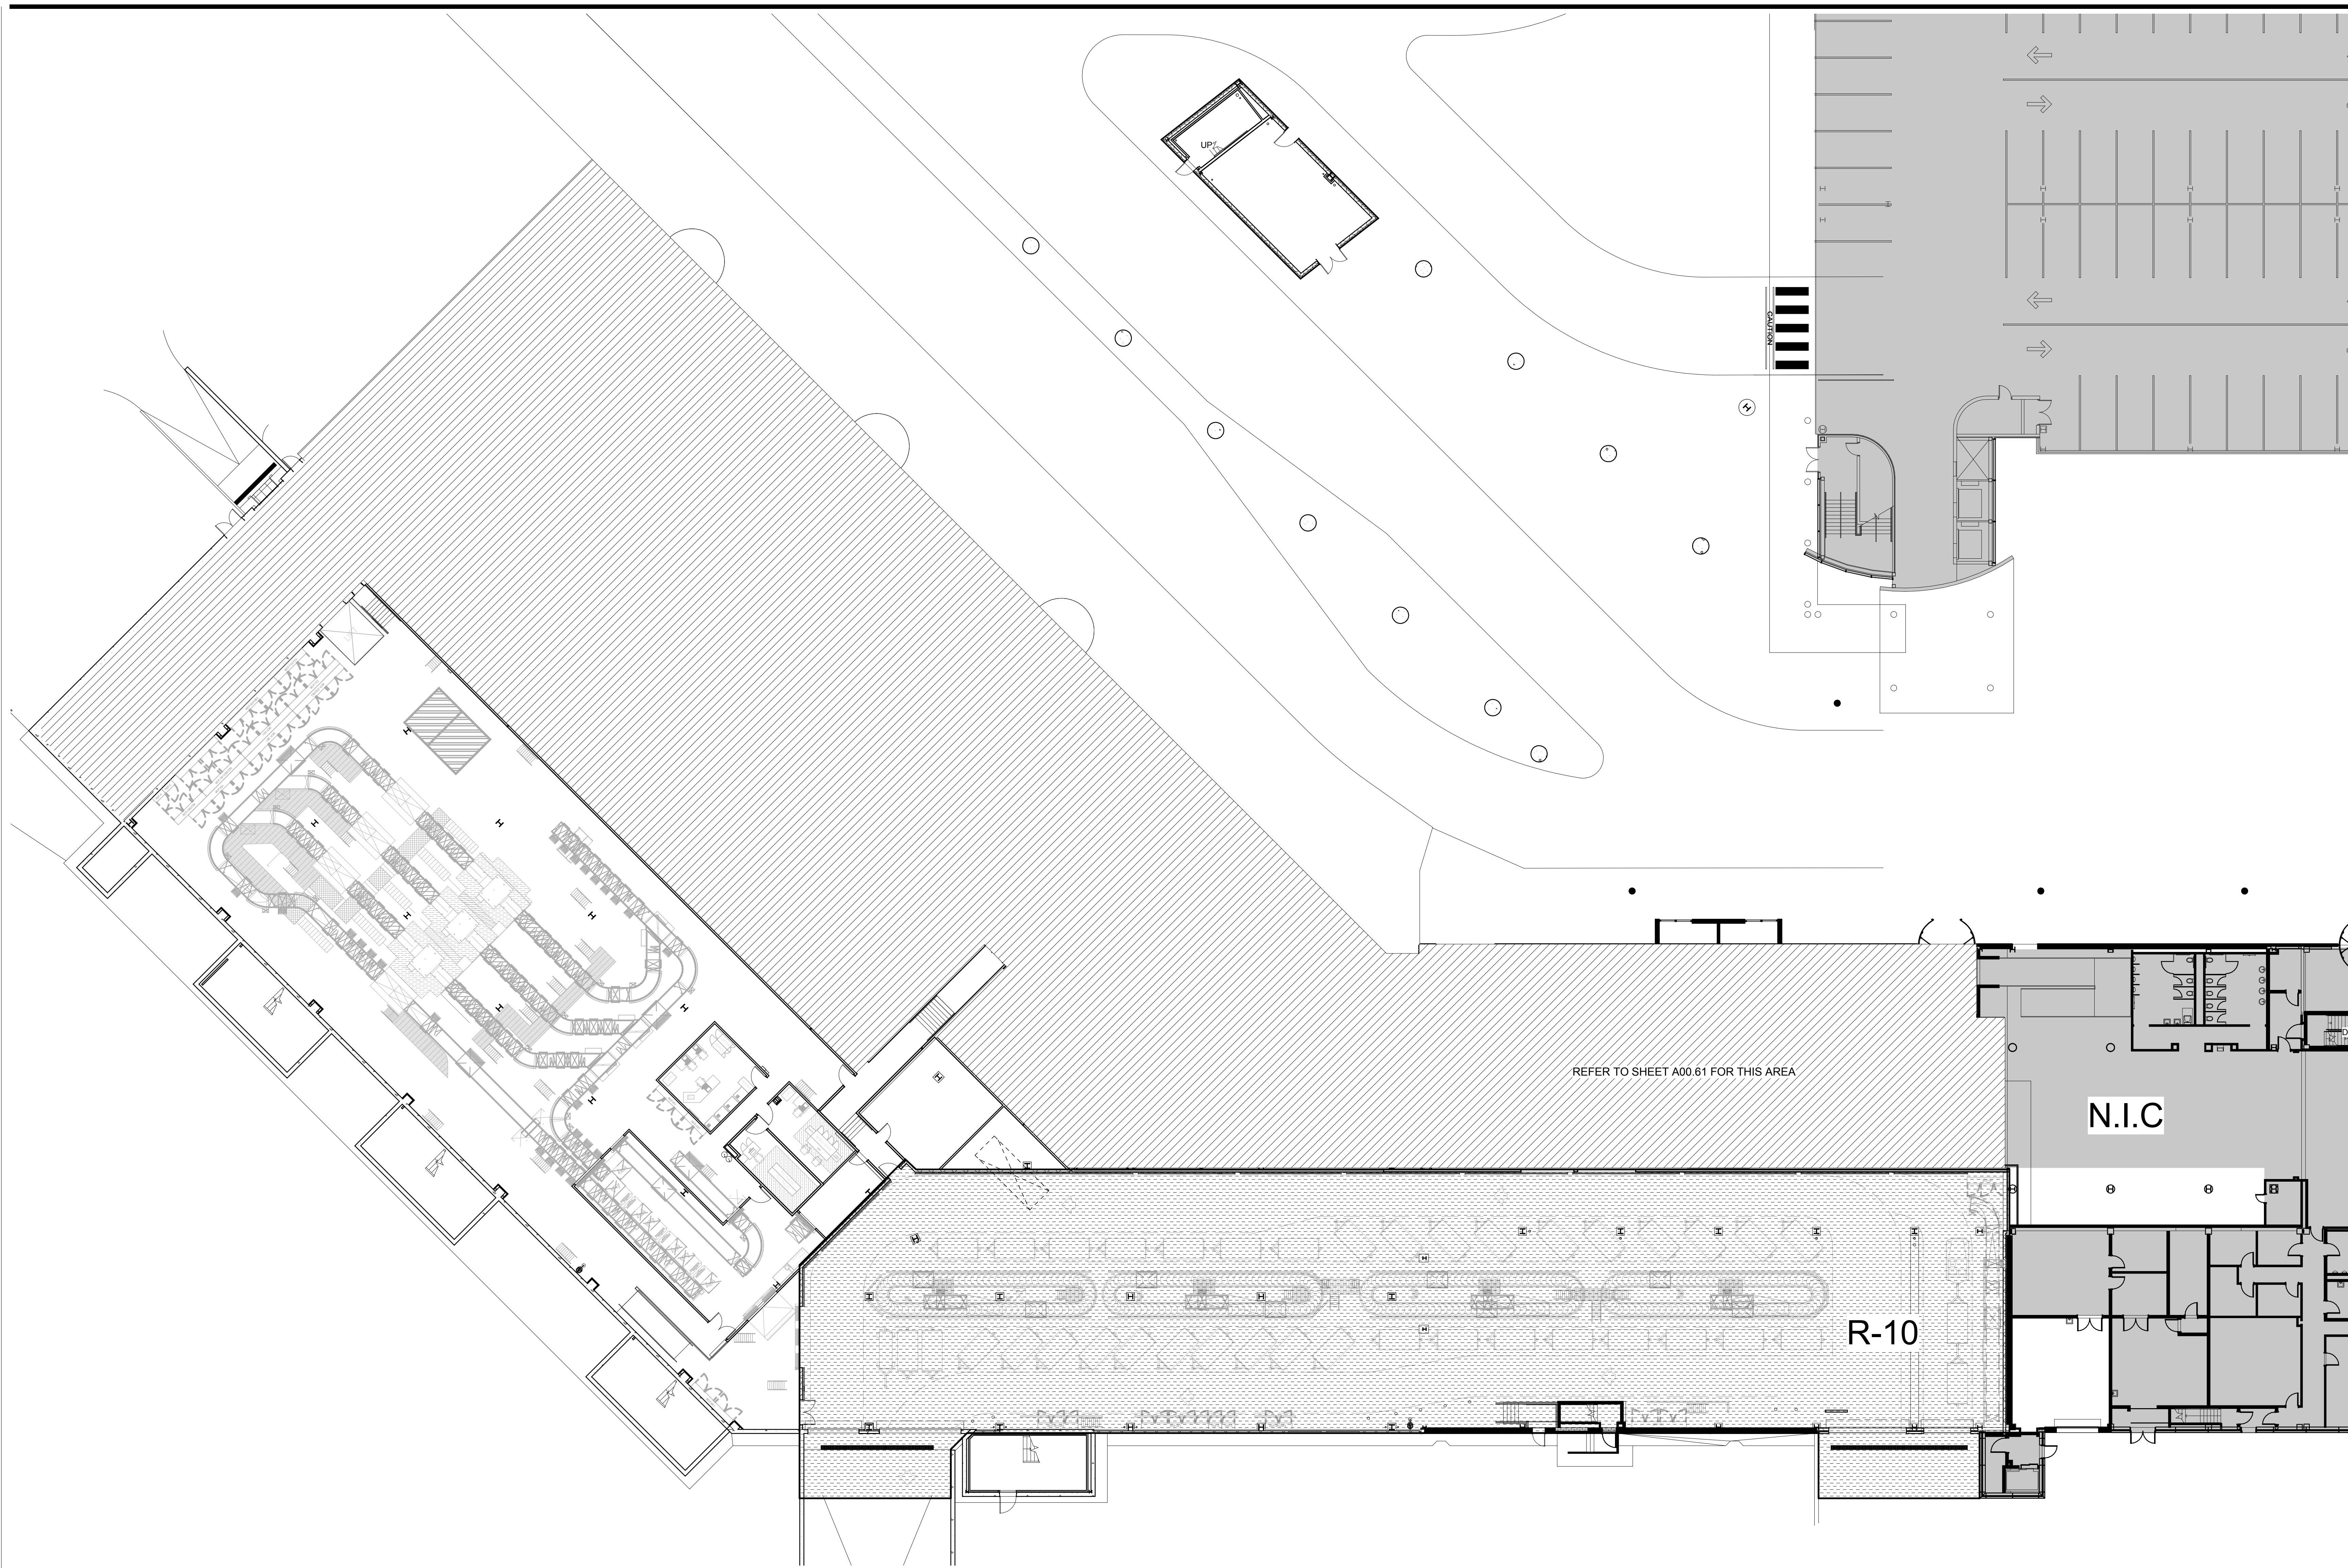 UP
CAUTION
REFER TO SHEET A00.61 FOR THIS AREA
N.I.C
R-10